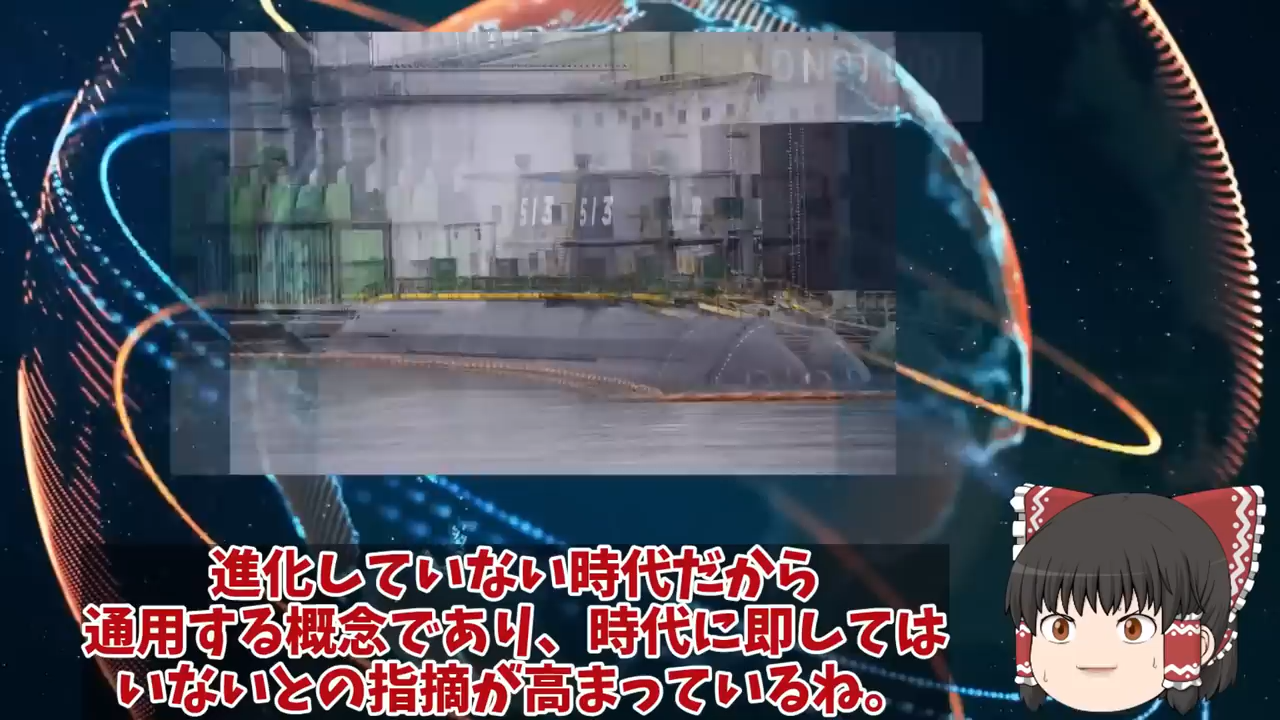 513 513
進化していない時代だから
通用する概念であり、時代に即しては
いないとの指摘が高まっているね。